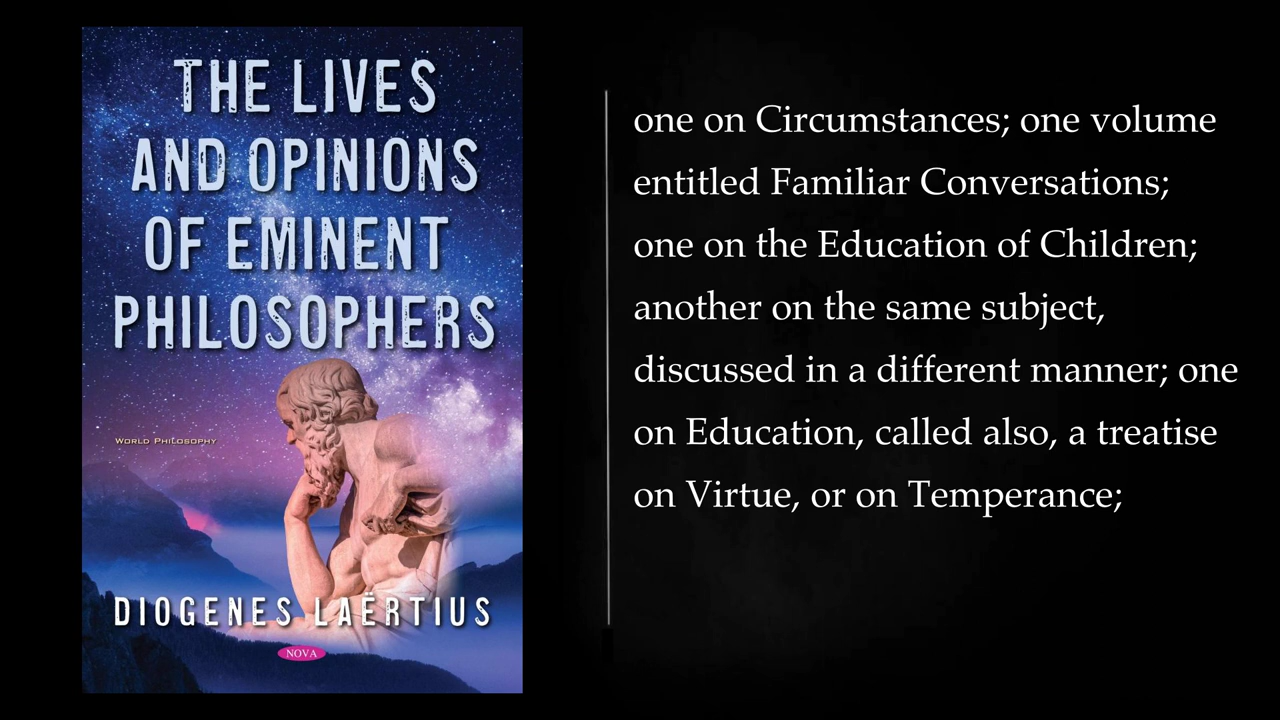 THE LIVES
AND OPINIONS
OF EMINENT
PHILOSOPHERS
WORLD PHILOSOPHY
DIOGENES LAËRTIUS
NOVA
one on Circumstances; one volume
entitled Familiar Conversations;
one on the Education of Children;
another on the same subject,
discussed in a different manner; one
on Education, called also, a treatise
on Virtue, or on Temperance;